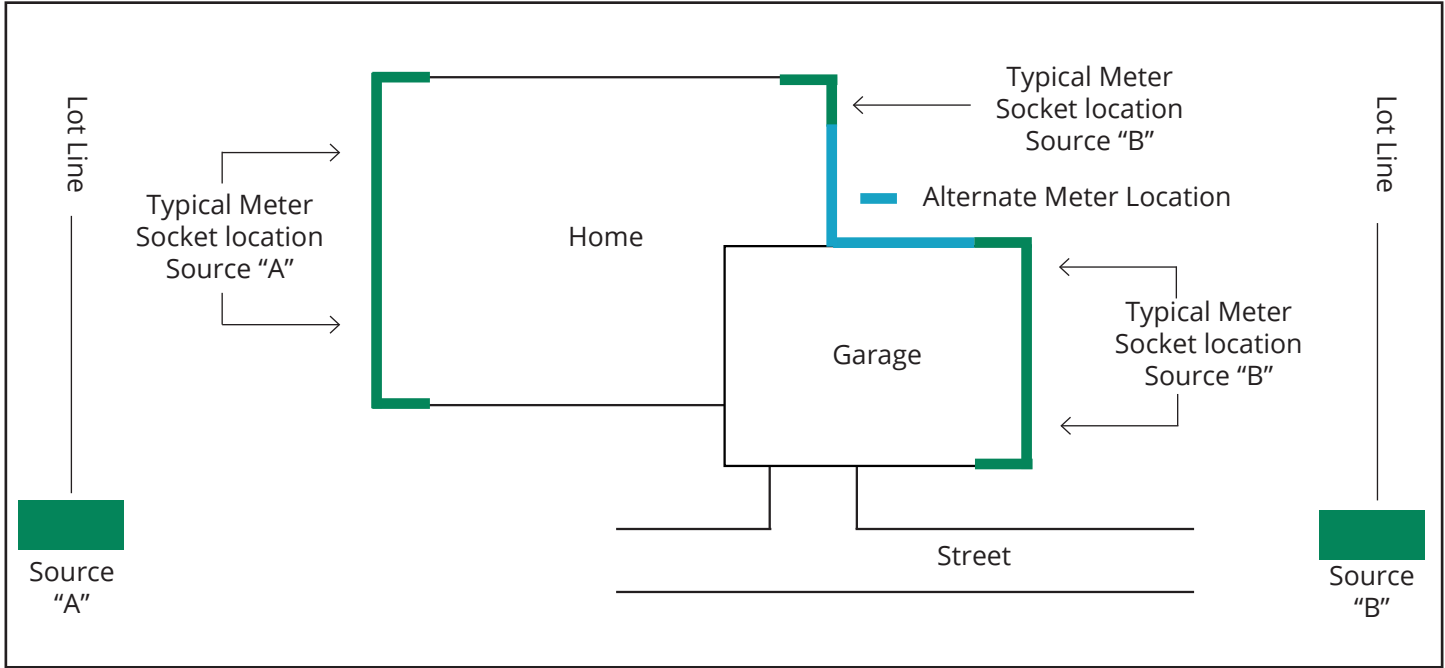 Lot Line
Typical Meter
Socket location
Source “A”
Home
Typical Meter
Socket location
Source “B”
Alternate Meter Location
Garage
Typical Meter
Socket location
Source “B”
Lot Line
Street
Source
“A”
Source
“B”